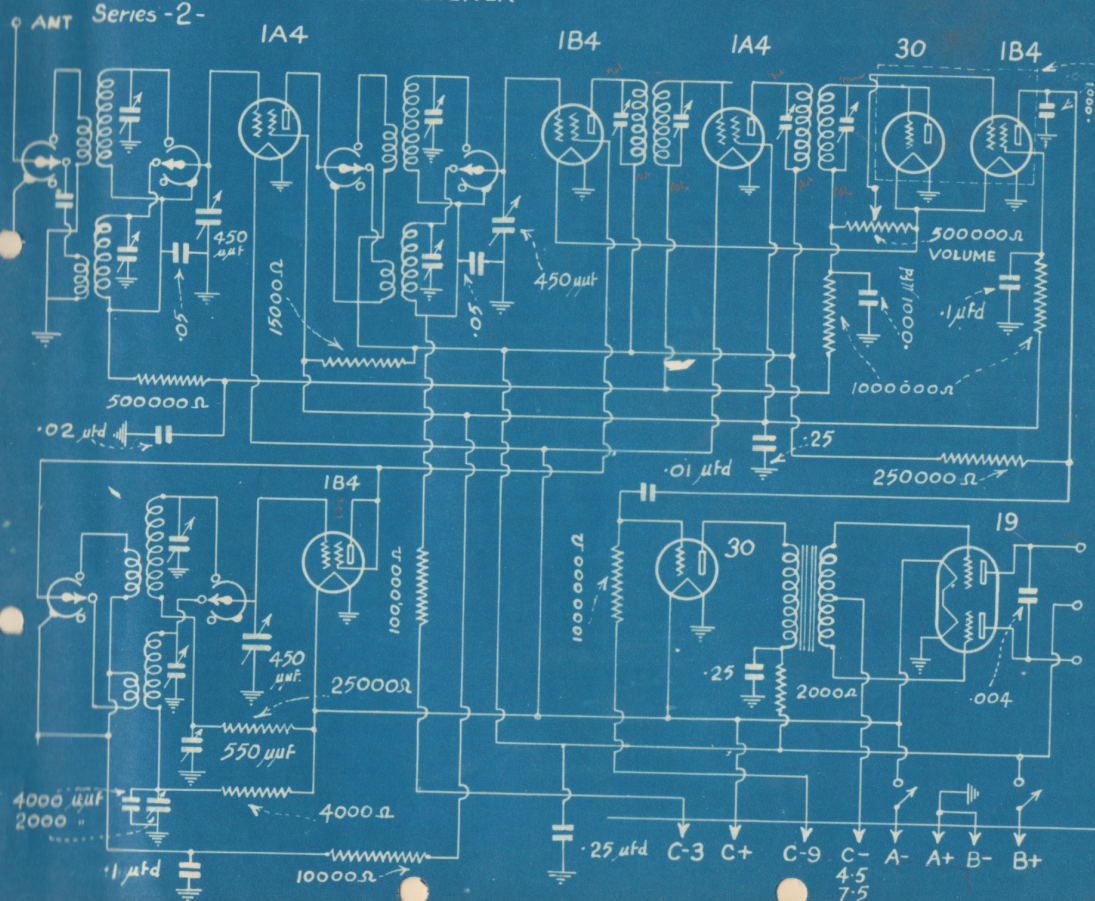 ANT Series -2-
1A4
1B4
1A4
30
1B4
.0001
450
µµf
.05
15000Ω
.05
450 µµf
500000Ω
VOLUME
.1µfd
1000000Ω
500000Ω
.02 µfd
.25
.01 µfd
250000Ω
1B4
100,000Ω
1000000Ω
30
19
450
µµf.
.25
2000Ω
.004
25000Ω
550 µµf
4000 µµf
2000 "
4000Ω
.1 µfd
10000Ω
.25 µfd
C-3
C+
C-9
C-
4.5
7.5
A-
A+
B-
B+